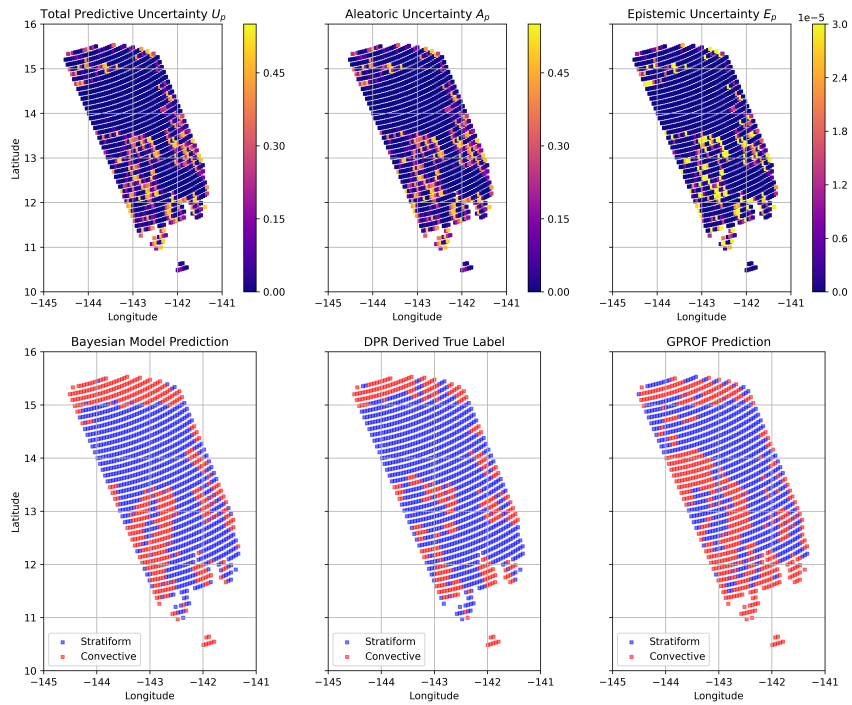 Total Predictive Uncertainty Up
Aleatoric Uncertainty Ap
Epistemic Uncertainty Ep
1e−5
16
15
14
13
12
11
10
Latitude
−145 −144 −143 −142 −141
Longitude
0.45
0.30
0.15
0.00
−145 −144 −143 −142 −141
Longitude
0.45
0.30
0.15
0.00
−145 −144 −143 −142 −141
Longitude
3.0
2.4
1.8
1.2
0.6
0.0
Bayesian Model Prediction
DPR Derived True Label
GPROF Prediction
16
15
14
13
12
11
10
Latitude
Stratiform
Convective
−145 −144 −143 −142 −141
Longitude
Stratiform
Convective
−145 −144 −143 −142 −141
Longitude
Stratiform
Convective
−145 −144 −143 −142 −141
Longitude